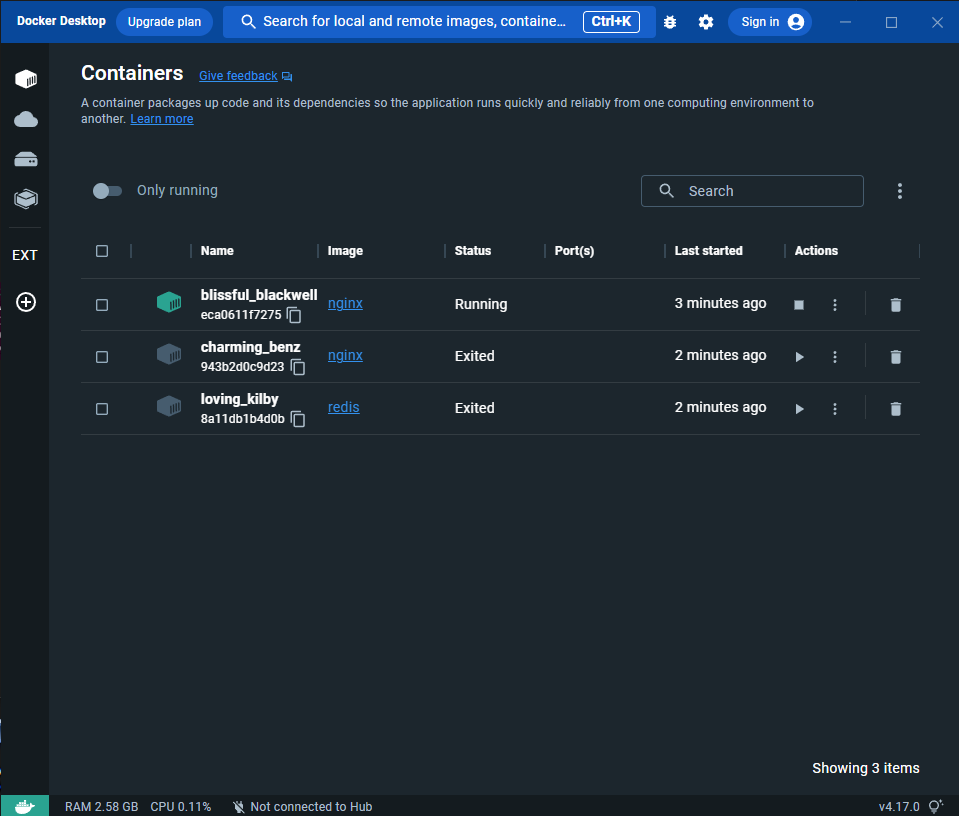 Docker Desktop Upgrade plan Search for local and remote images, containe... Ctrl+K Sign in
Containers Give feedback
A container packages up code and its dependencies so the application runs quickly and reliably from one computing environment to
another. Learn more
Only running Search
EXT
Name Image Status Port(s) Last started Actions
blissful_blackwell nginx Running 3 minutes ago
eca0611f7275
charming_benz nginx Exited 2 minutes ago
943b2d0c9d23
loving_kilby redis Exited 2 minutes ago
8a11db1b4d0b
Showing 3 items
RAM 2.58 GB CPU 0.11% Not connected to Hub v4.17.0